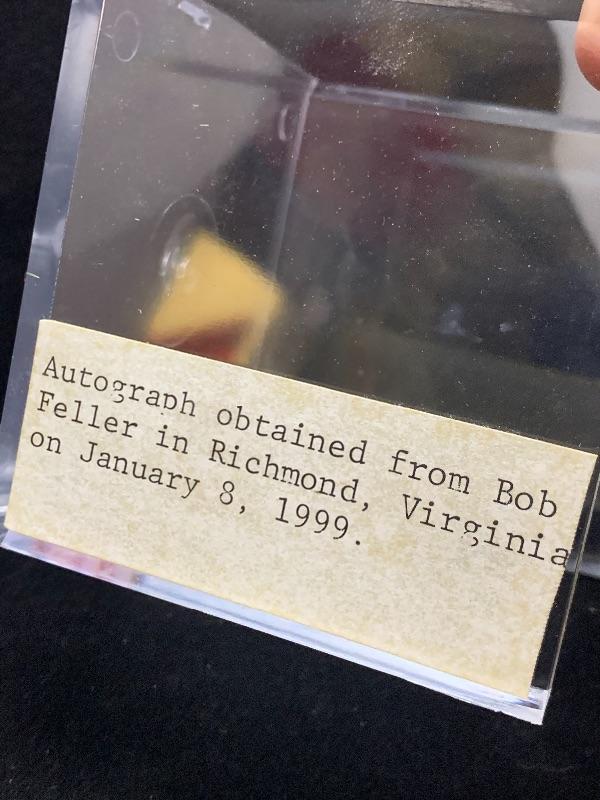 Autograph obtained from Bob
Feller in Richmond, Virginia
on January 8, 1999.